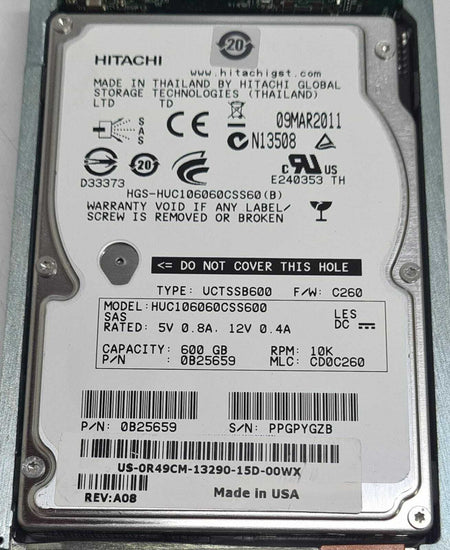 20
HITACHI
www.hitachigst.com
MADE IN THAILAND BY HITACHI GLOBAL
STORAGE TECHNOLOGIES (THAILAND)
LTD TD
SAS
CE
09MAR2011
N13508
D33373
20
c UR US
E240353 TH
HGS-HUC106060CSS60(B)
WARRANTY VOID IF ANY LABEL/
SCREW IS REMOVED OR BROKEN
<= DO NOT COVER THIS HOLE
TYPE: UCTSSB600 F/W: C260
MODEL: HUC106060CSS600
SAS LES
RATED: 5V 0.8A, 12V 0.4A DC
CAPACITY: 600 GB RPM: 10K
P/N : 0B25659 MLC: CD0C260
P/N: 0B25659 S/N: PPGPYGZB
US-0R49CM-13290-15D-00WX
REV:A08 Made in USA